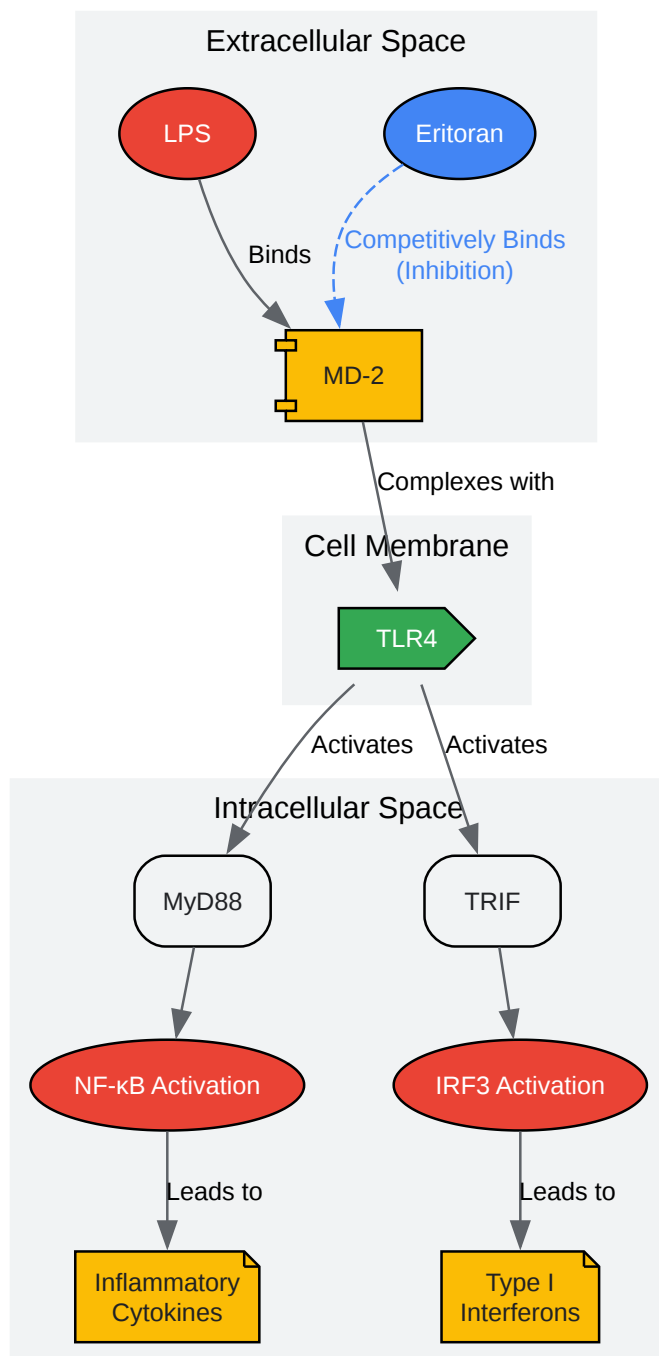 Extracellular Space
LPS
Eritoran
Binds
Competitively Binds
(Inhibition)
MD-2
Complexes with
Cell Membrane
TLR4
Activates
Activates
Intracellular Space
MyD88
TRIF
NF-κB Activation
IRF3 Activation
Leads to
Leads to
Inflammatory
Cytokines
Type I
Interferons